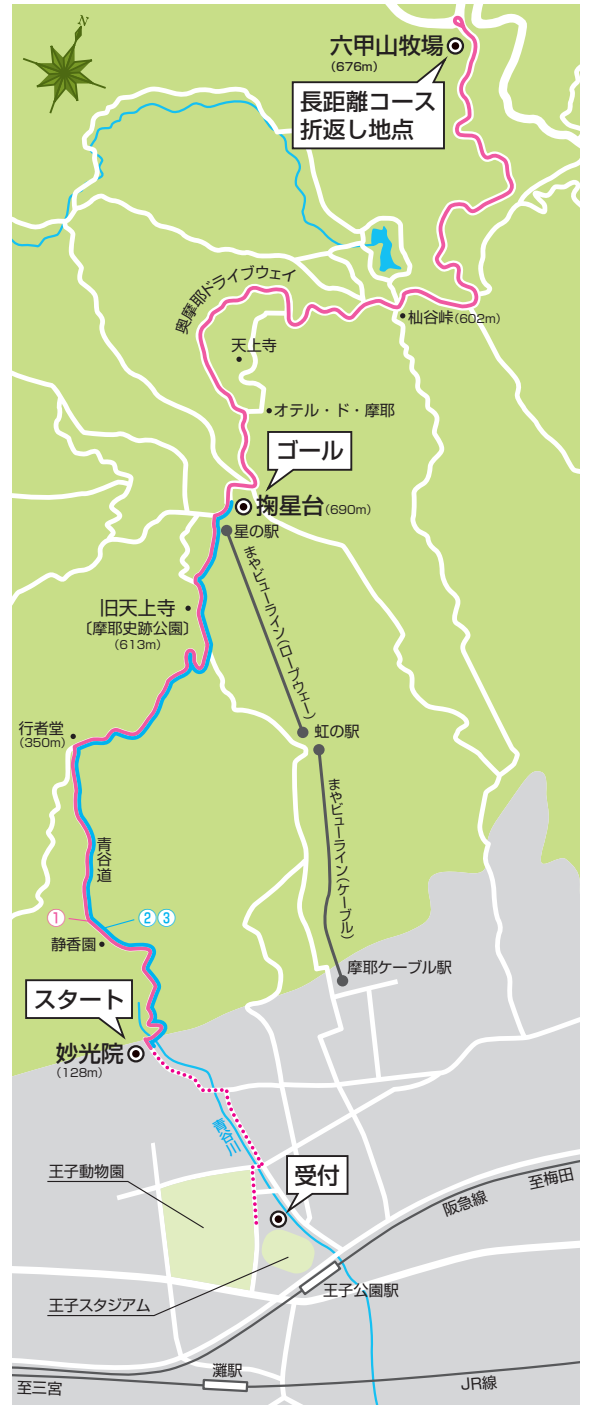 N
六甲山牧場
(676m)
長距離コース
折返し地点
奥摩耶ドライブウェイ
杣谷峠(602m)
天上寺
オテル・ド・摩耶
ゴール
掬星台(690m)
星の駅
まやビューライン(ロープウェー)
旧天上寺
〔摩耶史跡公園〕
(613m)
行者堂
(350m)
虹の駅
まやビューライン(ケーブル)
青谷道
① ②③
静香園
摩耶ケーブル駅
スタート
妙光院
(128m)
青谷川
王子動物園
受付
至梅田
阪急線
王子公園駅
王子スタジアム
灘駅
至三宮
JR線